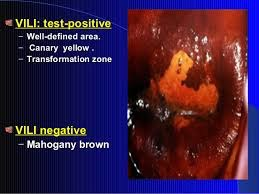 VILI: test-positive
– Well-defined area.
– Canary yellow .
– Transformation zone
VILI negative
– Mahogany brown